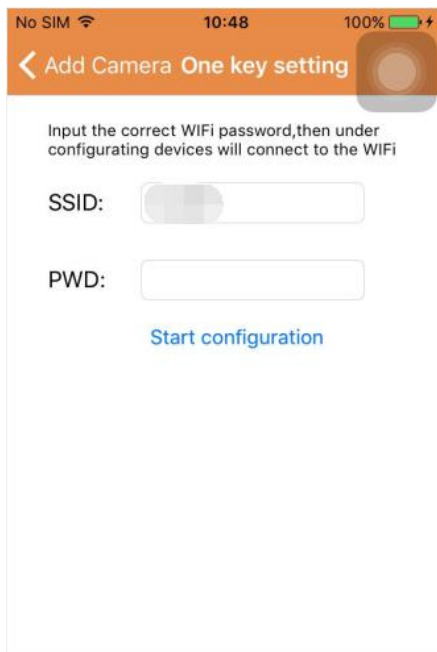 No SIM 10:48 100%
Add Camera One key setting
Input the correct WIFi password,then under
configurating devices will connect to the WIFi
SSID:
PWD:
Start configuration